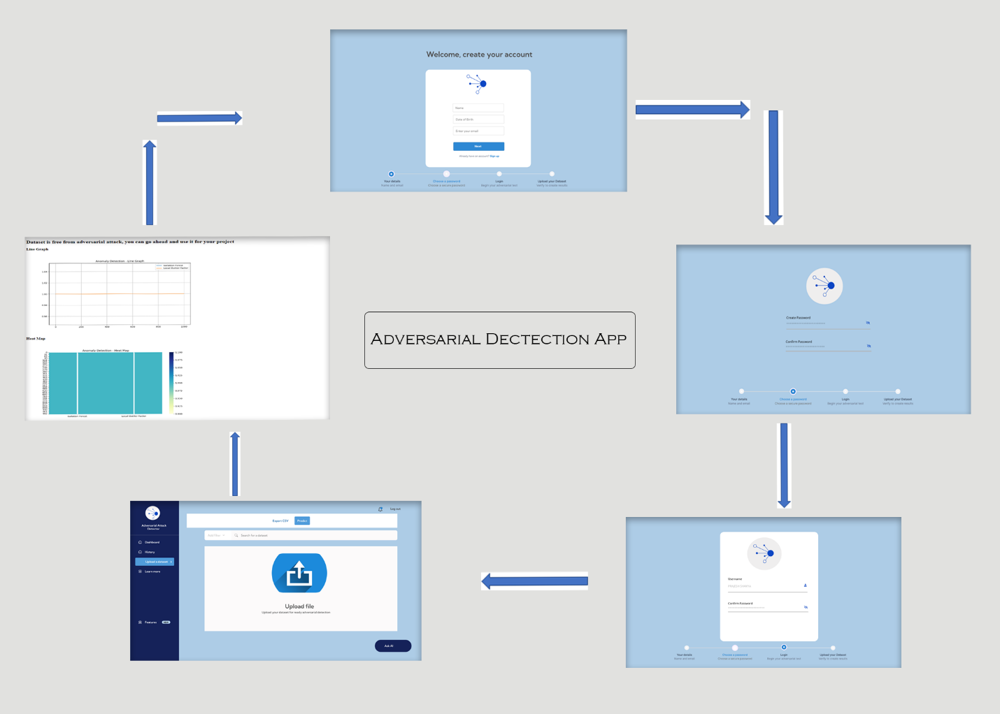 Welcome, create your account
Name
Date of Birth
Enter your email
Next
Already have an account? Sign up
Your details
Name and email
Choose a password
Choose a secure password
Login
Begin your adversarial test
Upload your Dataset
Verify to create results
Dataset is free from adversarial attack, you can go ahead and use it for your project
Line Graph
Anomaly Detection - Line Graph
Isolation Forest
Local Outlier Factor
0 200 400 600 800 1000
Heat Map
Anomaly Detection - Heat Map
Isolation Forest
Local Outlier Factor
ADVERSARIAL DECTECTION APP
Create Password
Confirm Password
Your details
Name and email
Choose a password
Choose a secure password
Login
Begin your adversarial test
Upload your Dataset
Verify to create results
Adversarial Attack
Detector
Dashboard
History
Upload a dataset
Learn more
Features NEW
Log out
Export CSV
Predict
Search for a dataset
Upload file
Upload your dataset for ready adversarial detection
Ask AI
Username
Confirm Password
Your details
Name and email
Choose a password
Choose a secure password
Login
Begin your adversarial test
Upload your Dataset
Verify to create results